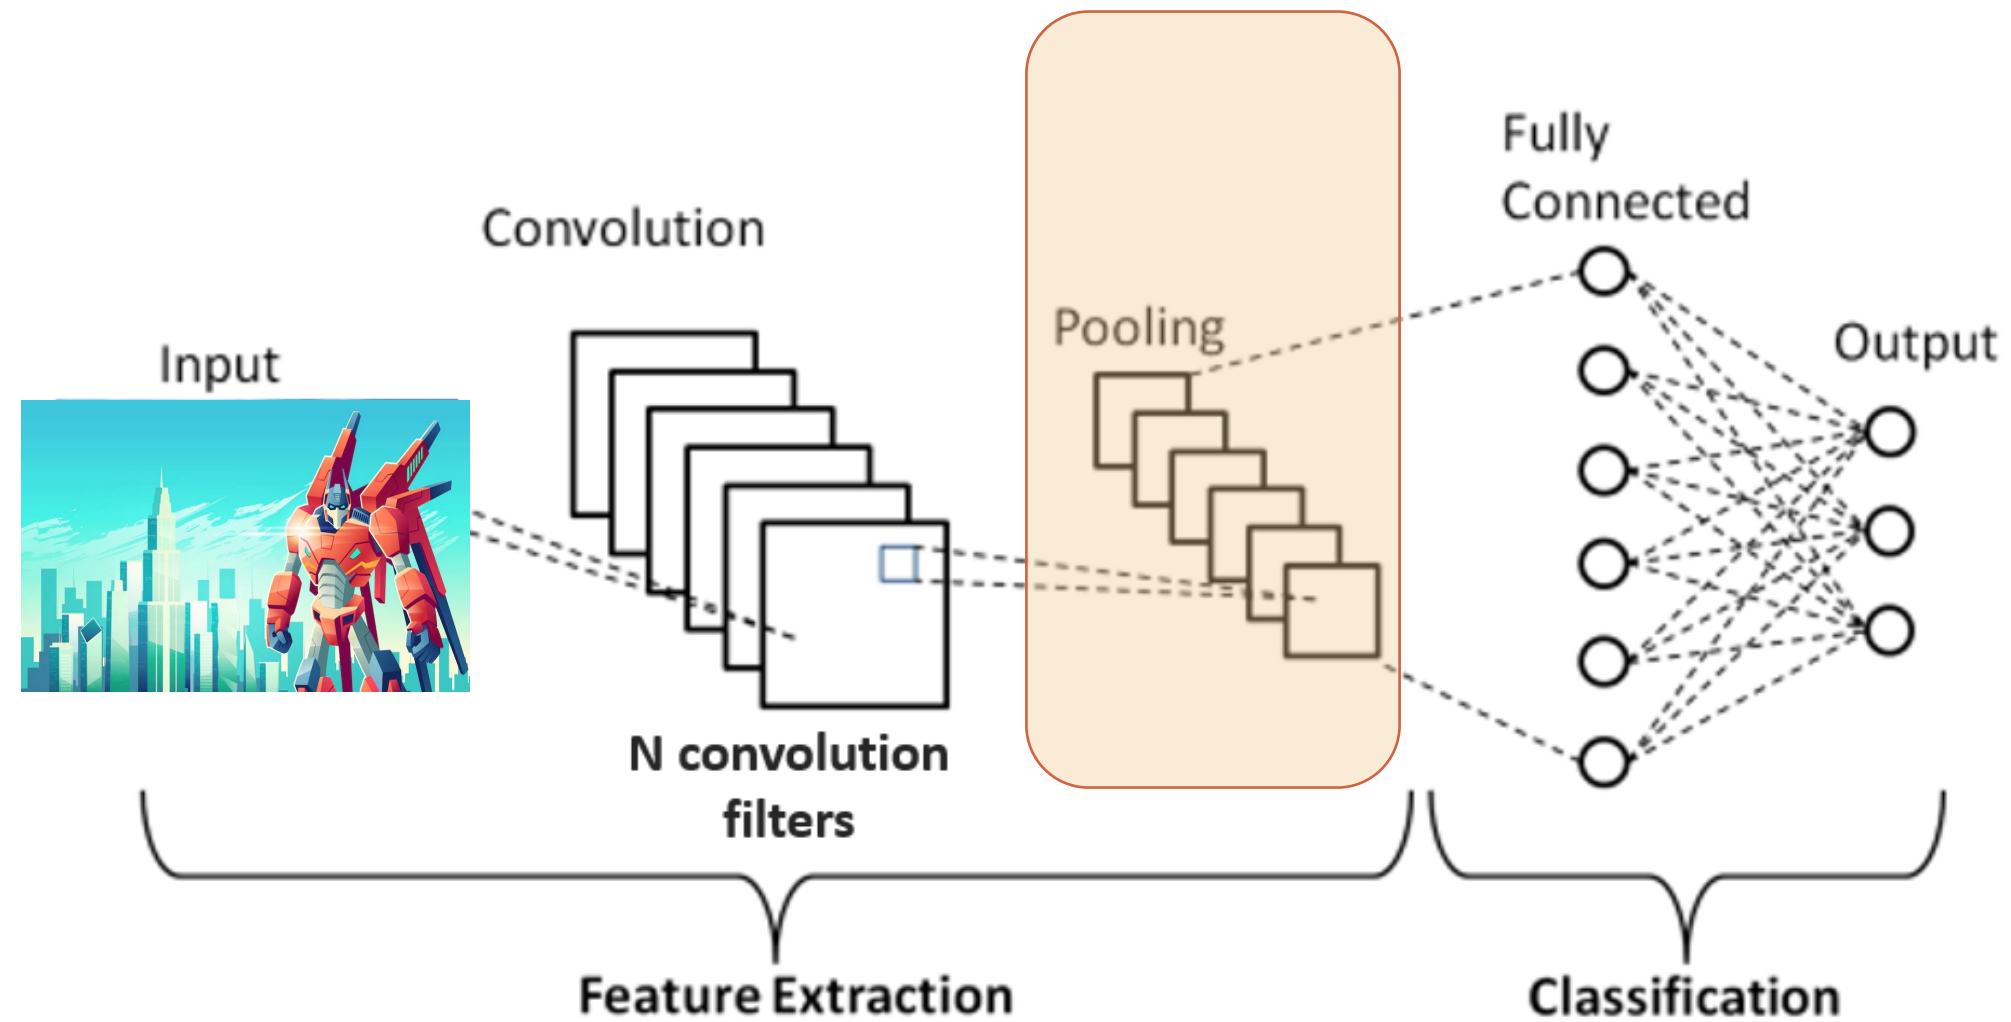 Input
Convolution
N convolution
filters
Pooling
Fully
Connected
Output
Feature Extraction
Classification